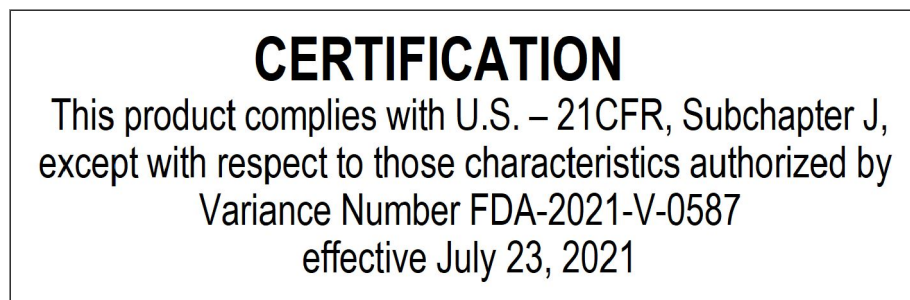 CERTIFICATION
This product complies with U.S. – 21CFR, Subchapter J,
except with respect to those characteristics authorized by
Variance Number FDA-2021-V-0587
effective July 23, 2021